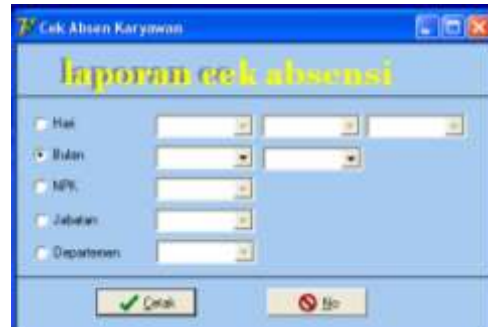 Cek Absen Karyawan
laporan cek absensi
Hari
Bulan
NPK
Jabatan
Departemen
Cetak
No